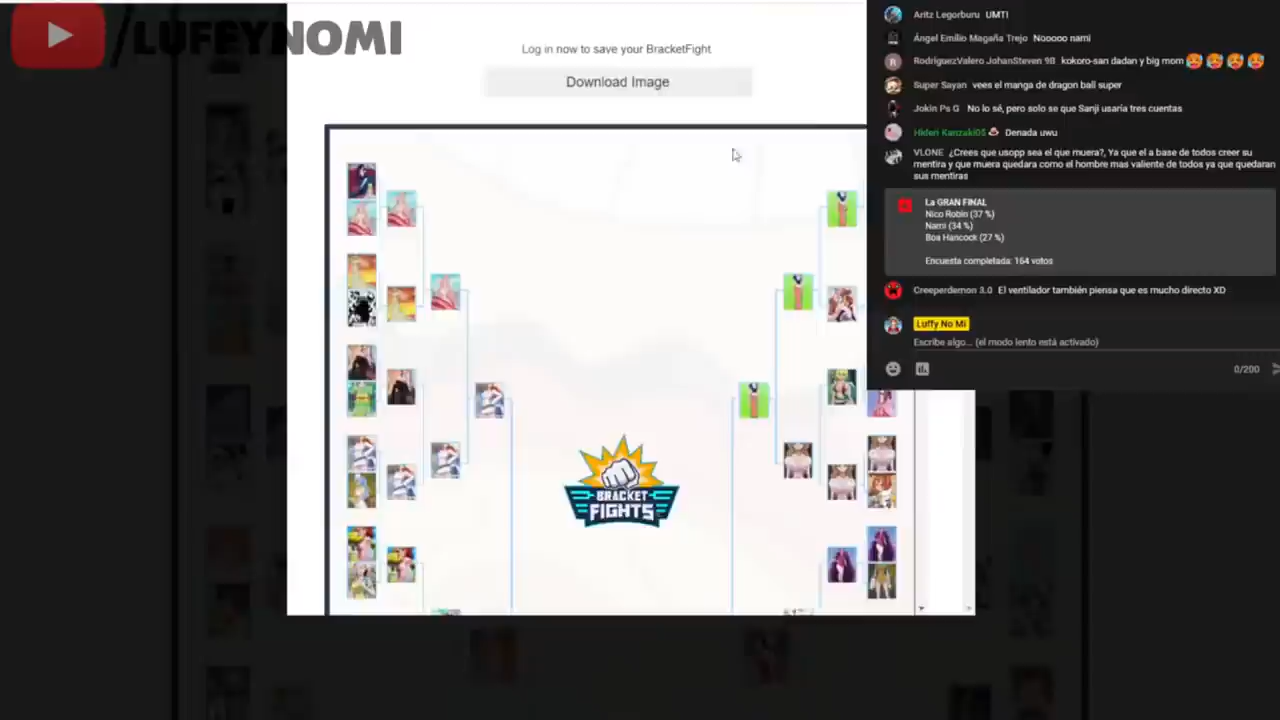 /LUFEYNOMI
Log in now to save your BracketFight
Download Image
BRACKET
FIGHTS
Aritz Legorburu UMTI
Ángel Emilio Magaña Trejo Nooooo nami
RodriguezValero JohanSteven 9B kokoro-san dadan y big mom
Super Sayan vees el manga de dragon ball super
Jokin Ps G No lo sé, pero solo se que Sanji usaría tres cuentas
Hiden Kanzaki05 Denada uwu
VLONE ¿Crees que usopp sea el que muera?, Ya que el a base de todos creer su
mentira y que muera quedara como el hombre mas valiente de todos ya que quedaran
sus mentiras
La GRAN FINAL
Nico Robin (37 %)
Nami (34 %)
Boa Hancock (27 %)
Encuesta completada: 164 votos
Creeperdemon 3.0 El ventilador también piensa que es mucho directo XD
Luffy No Mi
Escribe algo... (el modo lento está activado)
0/200